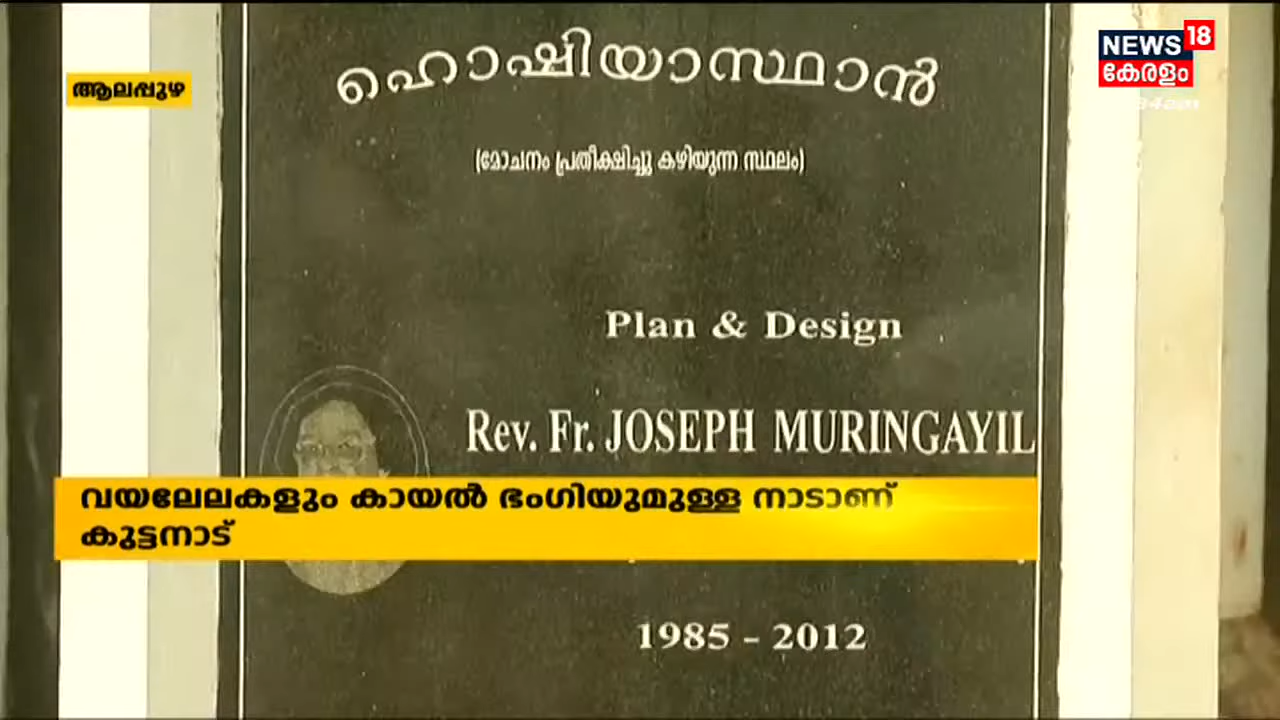 ഹൊഷിയാസ്ഥാൻ
NEWS 18
കേരളം
ആലപ്പുഴ
(മോചനം പ്രതീക്ഷിച്ചു കഴിയുന്ന സ്ഥലം)
Plan & Design
Rev. Fr. JOSEPH MURINGAYIL
വയലേലകളും കായൽ ഭംഗിയുമുള്ള നാടാണ്
കുട്ടനാട്
1985 - 2012